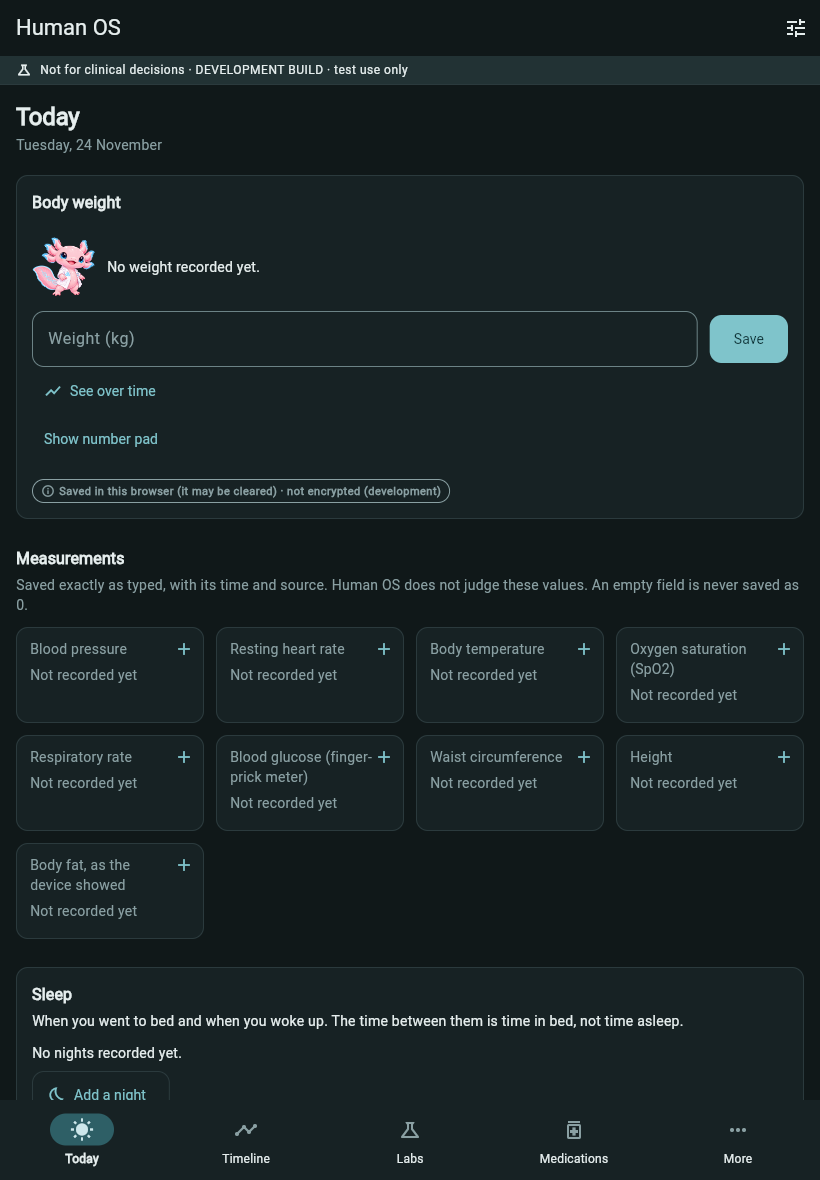 Human OS
Not for clinical decisions · DEVELOPMENT BUILD · test use only
Today
Tuesday, 24 November
Body weight
No weight recorded yet.
Weight (kg)
Save
See over time
Show number pad
Saved in this browser (it may be cleared) · not encrypted (development)
Measurements
Saved exactly as typed, with its time and source. Human OS does not judge these values. An empty field is never saved as
0.
Blood pressure
Not recorded yet
Resting heart rate
Not recorded yet
Body temperature
Not recorded yet
Oxygen saturation
(SpO2)
Not recorded yet
Respiratory rate
Not recorded yet
Blood glucose (finger-
prick meter)
Not recorded yet
Waist circumference
Not recorded yet
Height
Not recorded yet
Body fat, as the
device showed
Not recorded yet
Sleep
When you went to bed and when you woke up. The time between them is time in bed, not time asleep.
No nights recorded yet.
Add a night
Today
Timeline
Labs
Medications
More